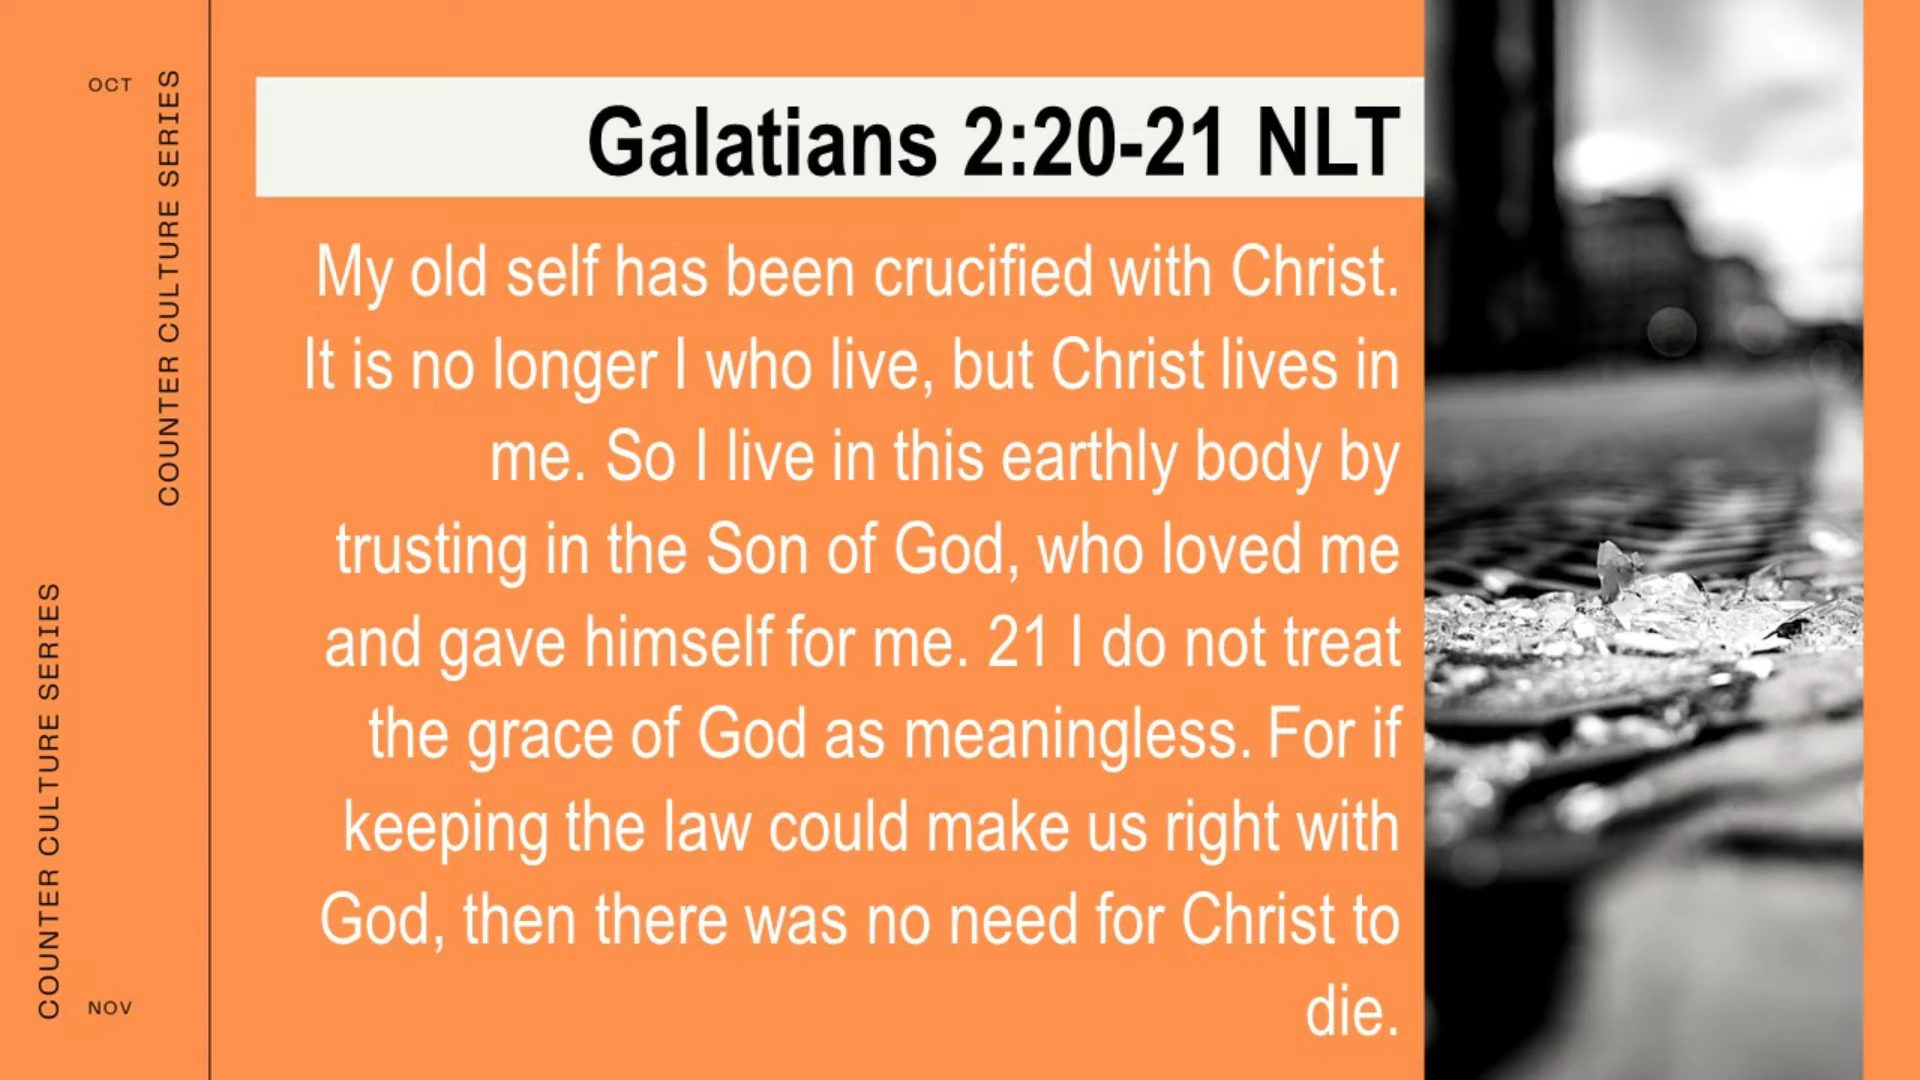 OCT
COUNTER CULTURE SERIES
COUNTER CULTURE SERIES
NOV
Galatians 2:20-21 NLT
My old self has been crucified with Christ.
It is no longer I who live, but Christ lives in
me. So I live in this earthly body by
trusting in the Son of God, who loved me
and gave himself for me. 21 I do not treat
the grace of God as meaningless. For if
keeping the law could make us right with
God, then there was no need for Christ to
die.